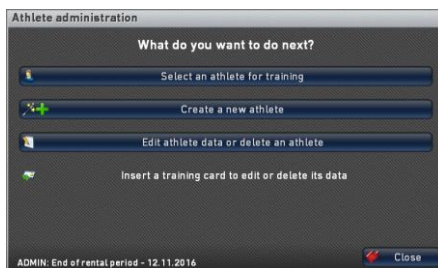 Athlete administration
What do you want to do next?
Select an athlete for training
Create a new athlete
Edit athlete data or delete an athlete
Insert a training card to edit or delete its data
ADMIN: End of rental period - 12.11.2016
Close